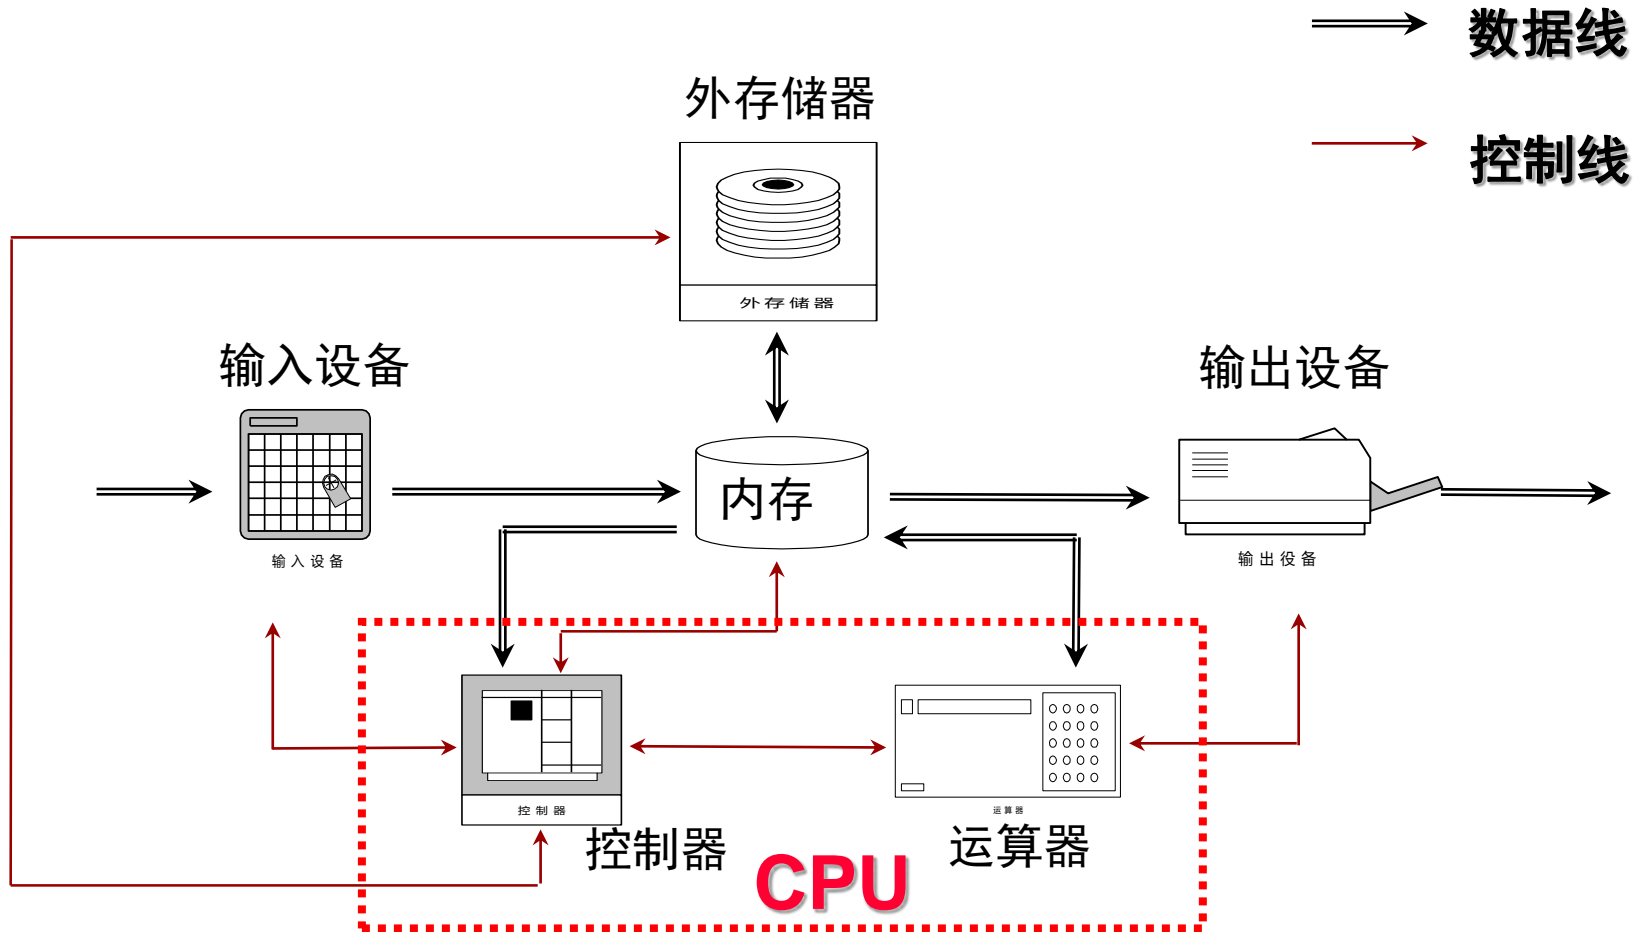 数据线
外存储器
控制线
外存储器
输入设备
输出设备
内存
输入设备
输出役备
控制器
运算器
控制器
运算器
CPU